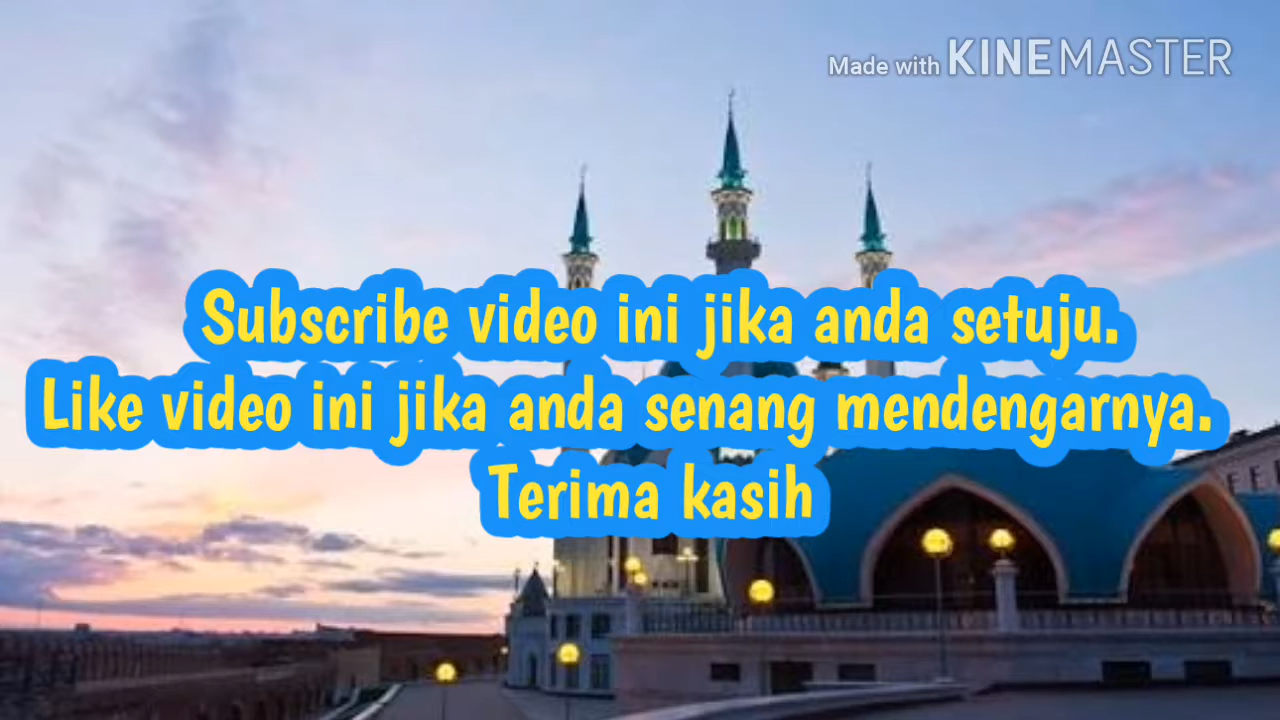 Made with KINEMASTER
Subscribe video ini jika anda setuju.
Like video ini jika anda senang mendengarnya.
Terima kasih